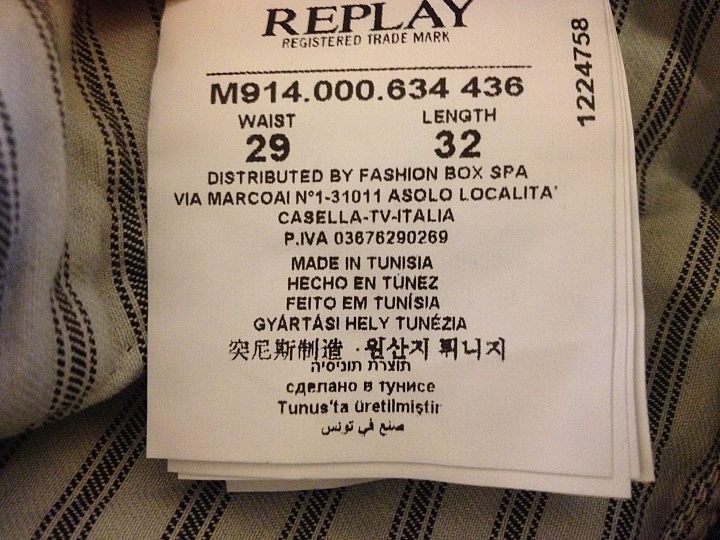 REPLAY
REGISTERED TRADE MARK
1224758
M914.000.634 436
WAIST LENGTH
29 32
DISTRIBUTED BY FASHION BOX SPA
VIA MARCOAI N°1-31011 ASOLO LOCALITA'
CASELLA-TV-ITALIA
P.IVA 03676290269
MADE IN TUNISIA
HECHO EN TÚNEZ
FEITO EM TUNÍSIA
GYÁRTÁSI HELY TUNÉZIA
突尼斯制造 · 원산지 튀니지
תוצרת תוניסיה
сделано в тунисе
Tunus'ta üretilmiştir
صنع في تونس